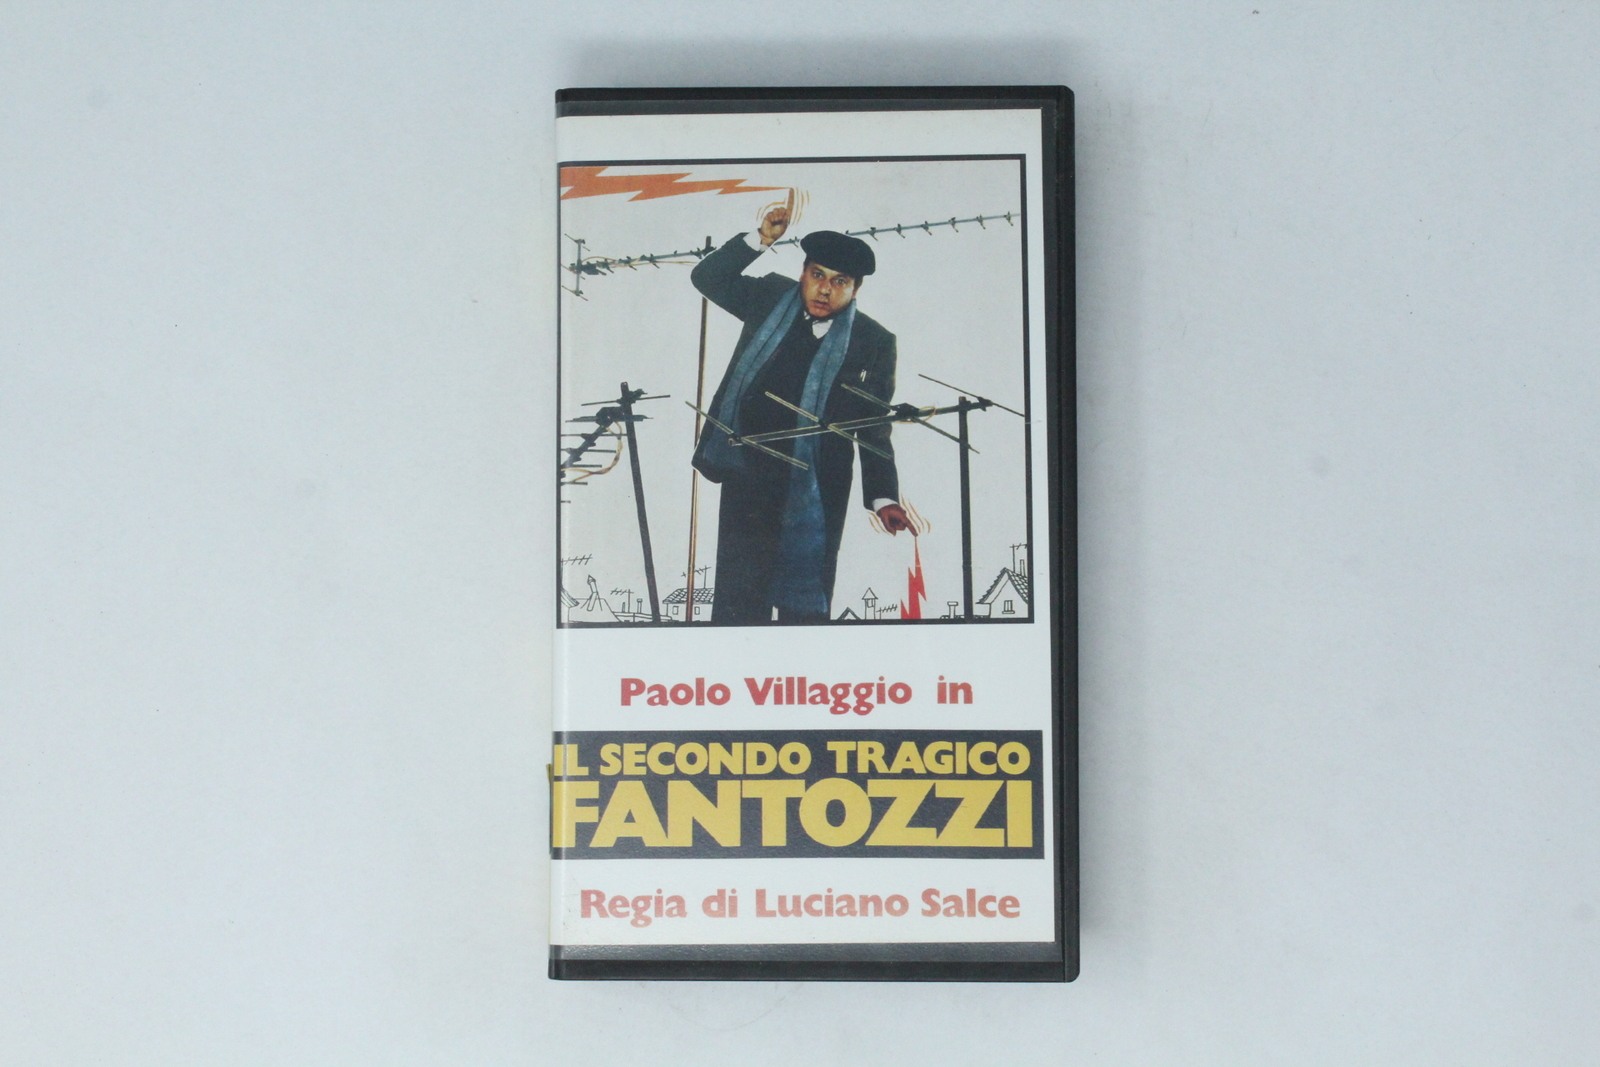 Paolo Villaggio in
IL SECONDO TRAGICO
FANTOZZI
Regia di Luciano Salce